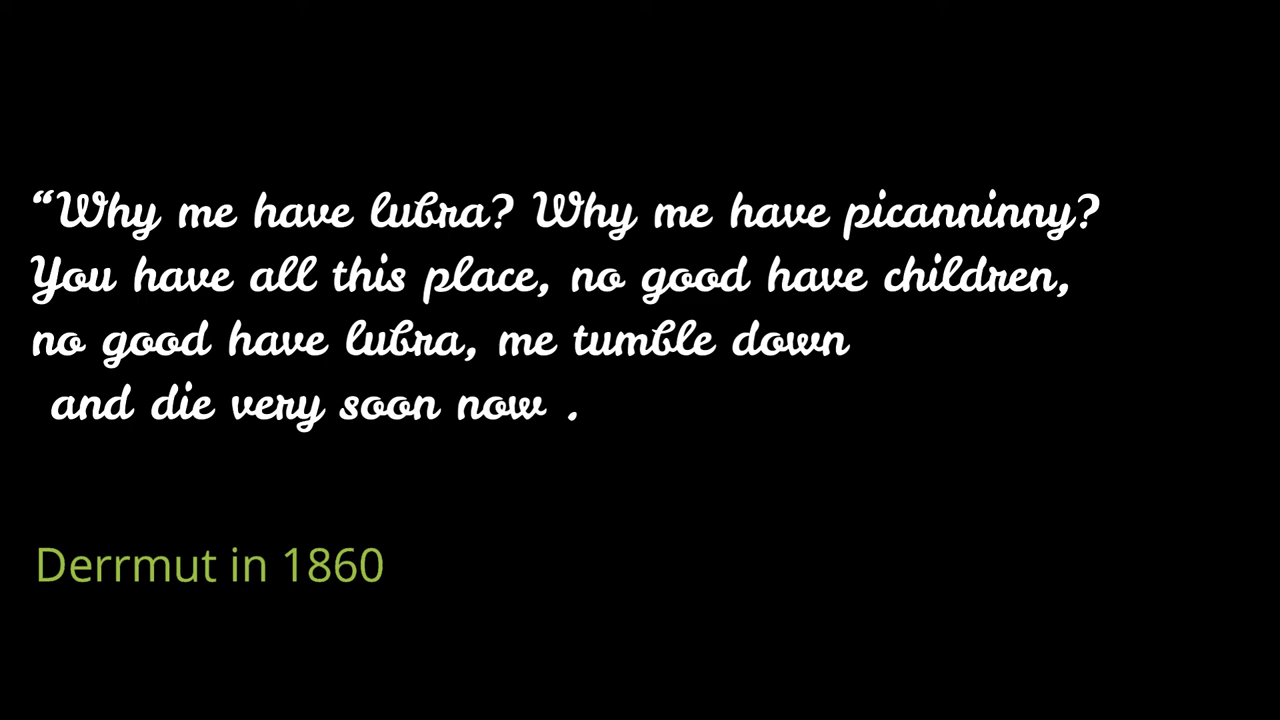 “Why me have lubra? Why me have picanninny?
You have all this place, no good have children,
no good have lubra, me tumble down
and die very soon now .
Derrmut in 1860